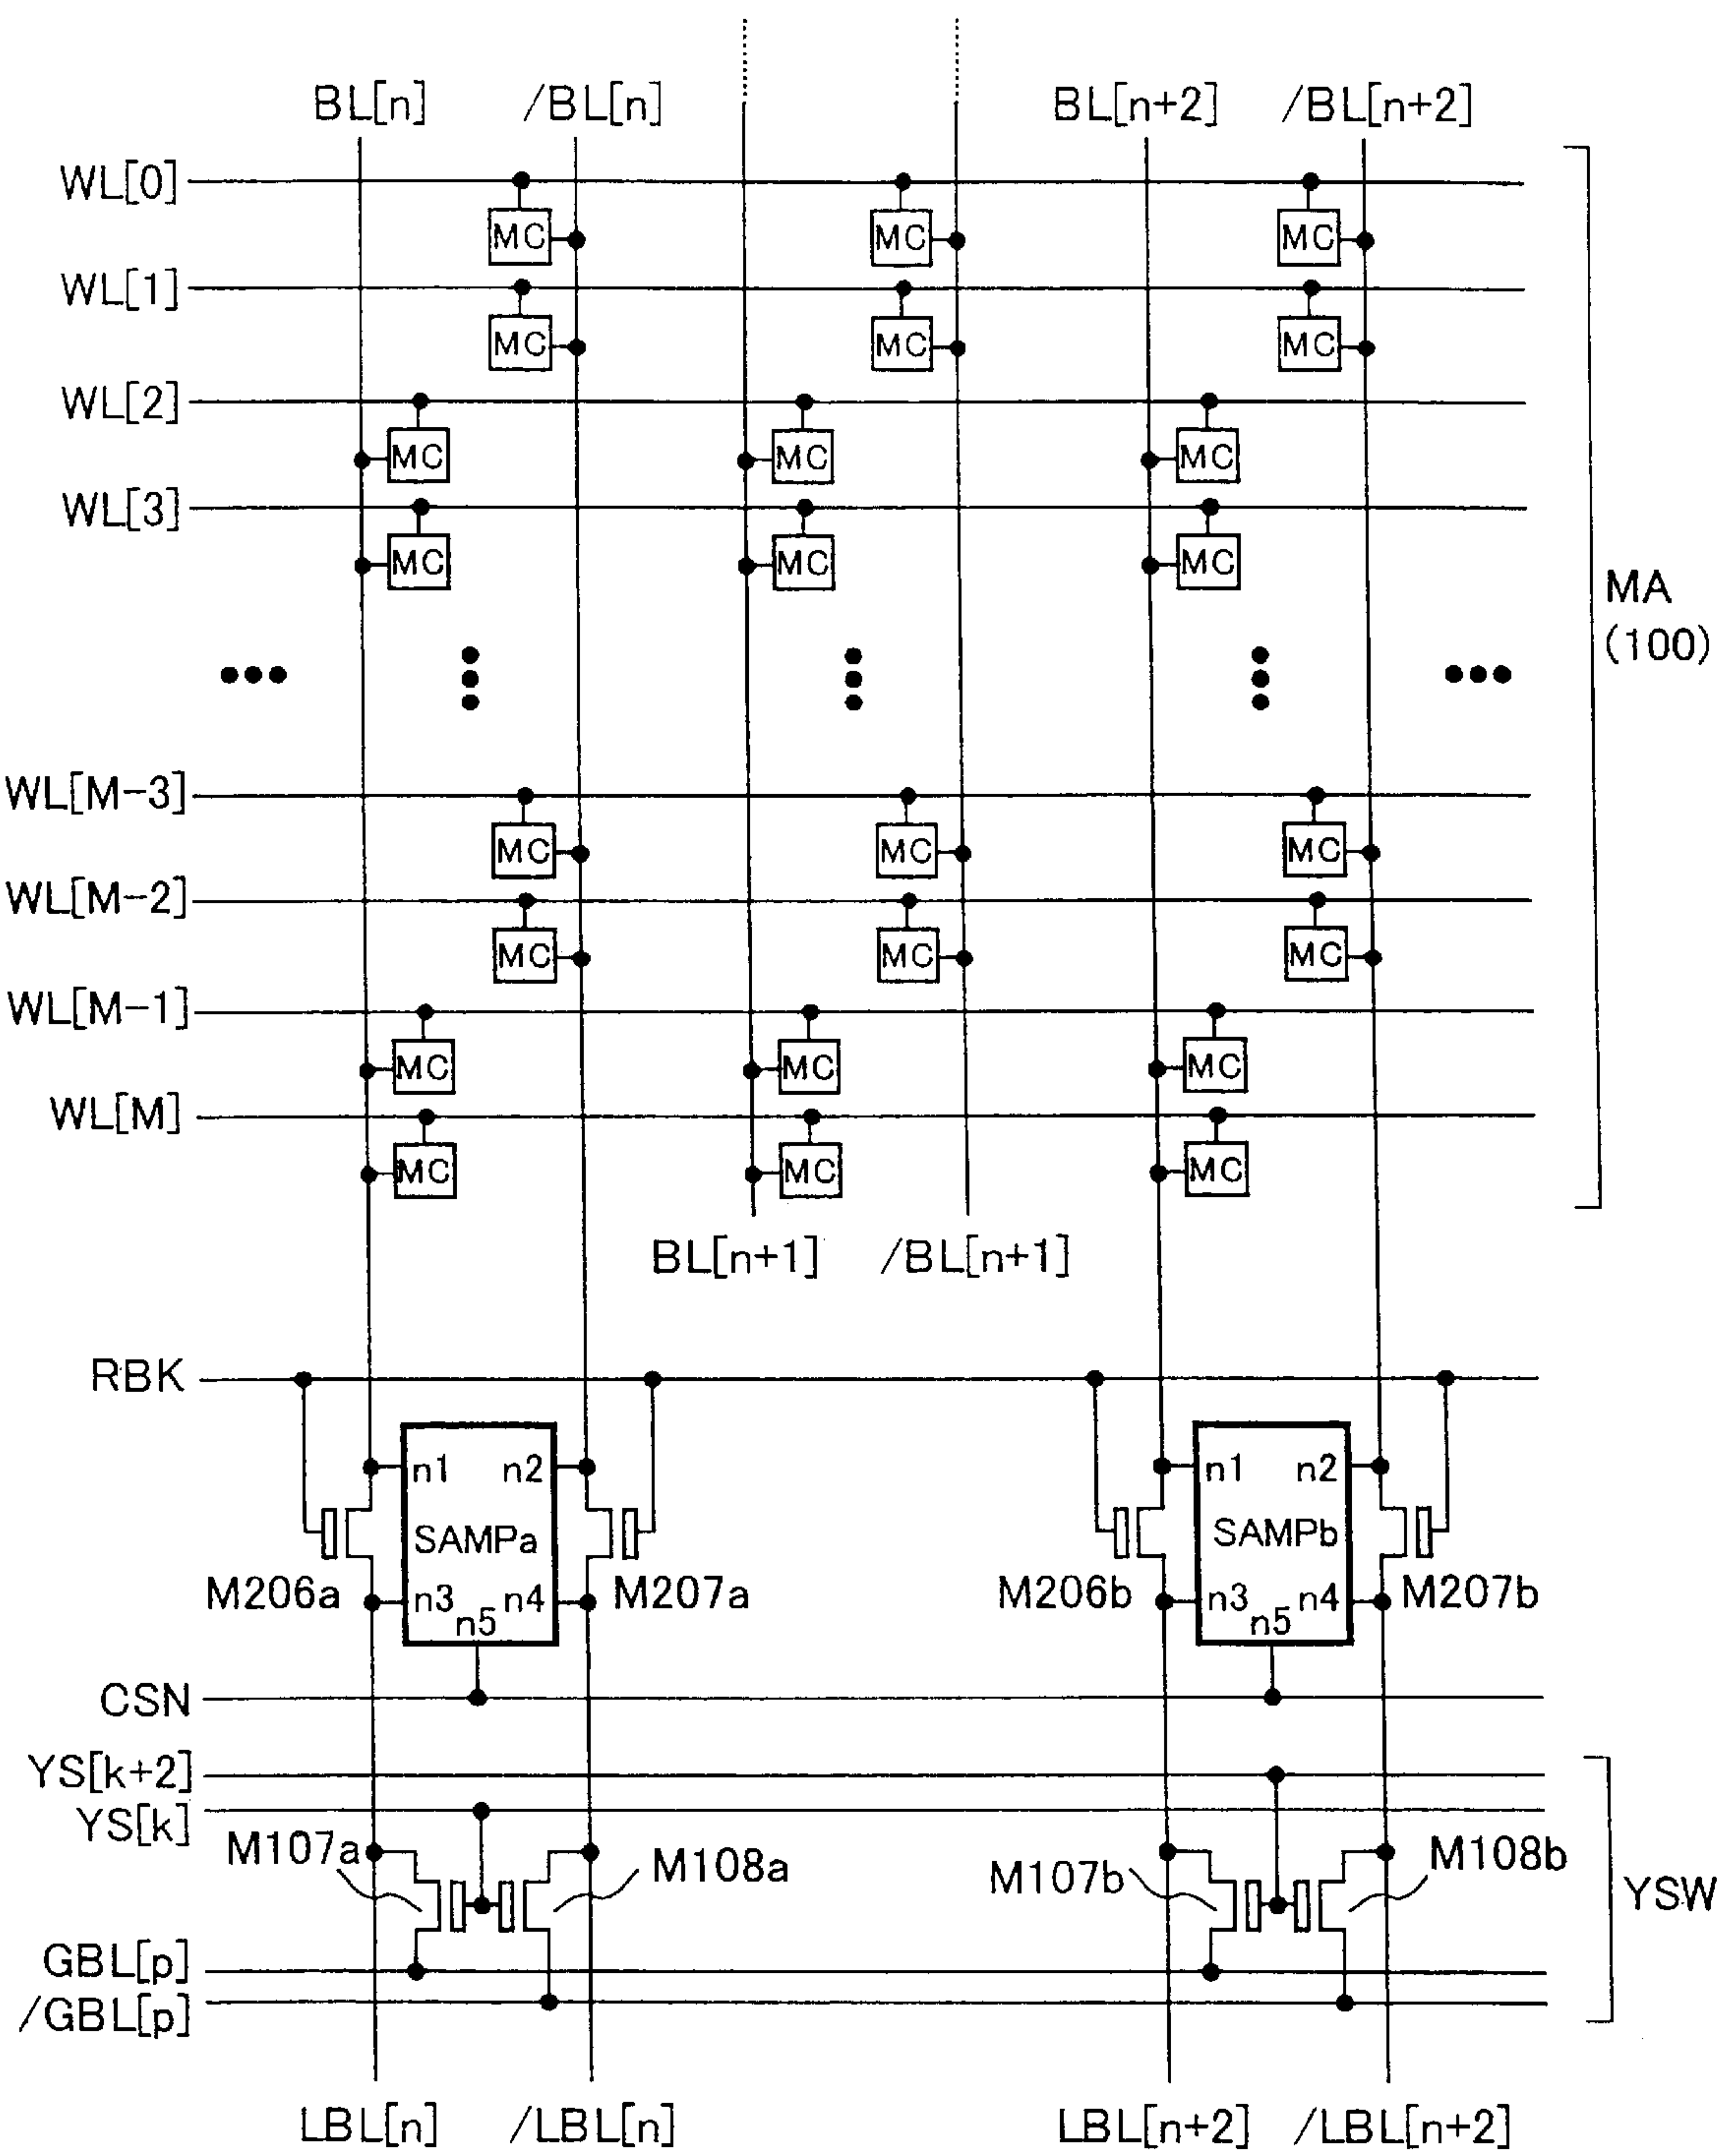 BL[n] /BL[n] BL[n+2] /BL[n+2]
WL[0]
MC MC MC
WL[1]
MC MC MC
WL[2]
MC MC MC
WL[3]
MC MC MC
MA
(100)
WL[M-3]
MC MC MC
WL[M-2]
MC MC MC
WL[M-1]
MC MC MC
WL[M]
MC MC MC
BL[n+1] /BL[n+1]
RBK
n1 n2 n1 n2
SAMPa SAMPb
M206a n3 n4 M207a M206b n3 n4 M207b
n5 n5
CSN
YS[k+2]
YS[k]
M107a M108a M107b M108b
YSW
GBL[p]
/GBL[p]
LBL[n] /LBL[n] LBL[n+2] /LBL[n+2]